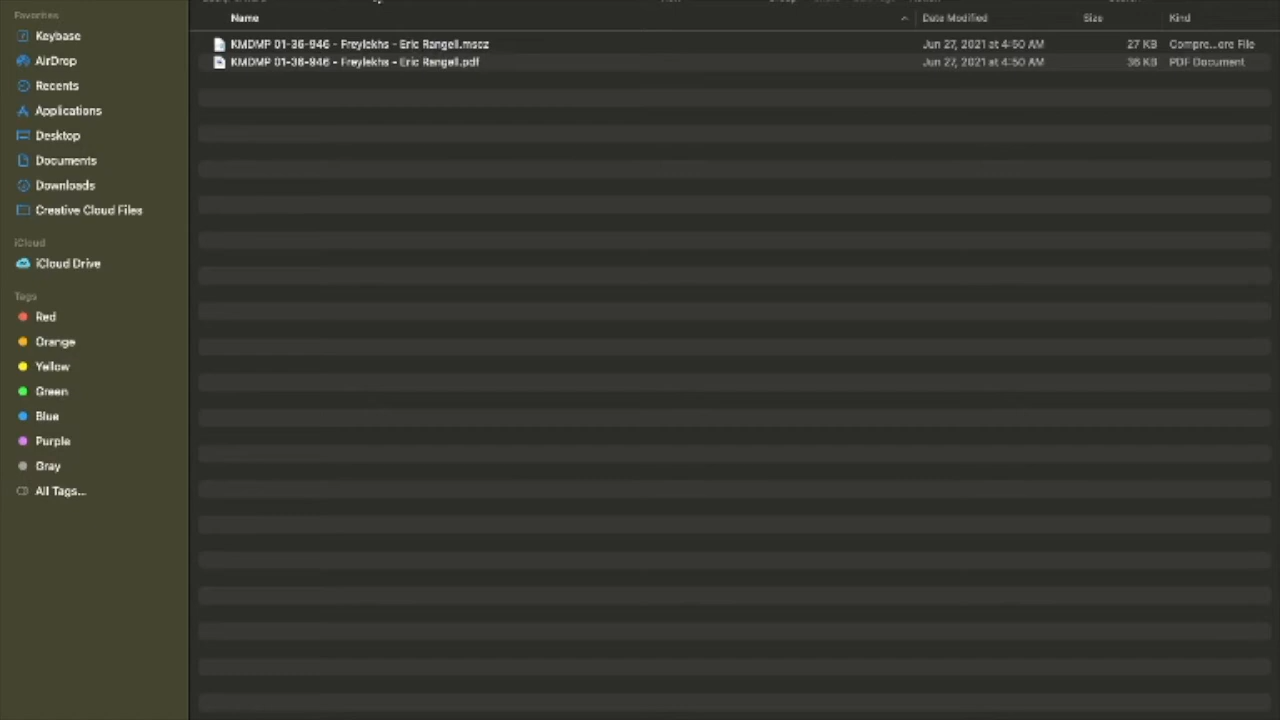 Favorites
Keybase
AirDrop
Recents
Applications
Desktop
Documents
Downloads
Creative Cloud Files
iCloud
iCloud Drive
Tags
Red
Orange
Yellow
Green
Blue
Purple
Gray
All Tags...
Name Date Modified Size Kind
KMDMP 01-36-946 - Freylekhs - Eric Rangell.mscz Jun 27, 2021 at 4:50 AM 27 KB Compre...ore File
KMDMP 01-36-946 - Freylekhs - Eric Rangell.pdf Jun 27, 2021 at 4:50 AM 36 KB PDF Document